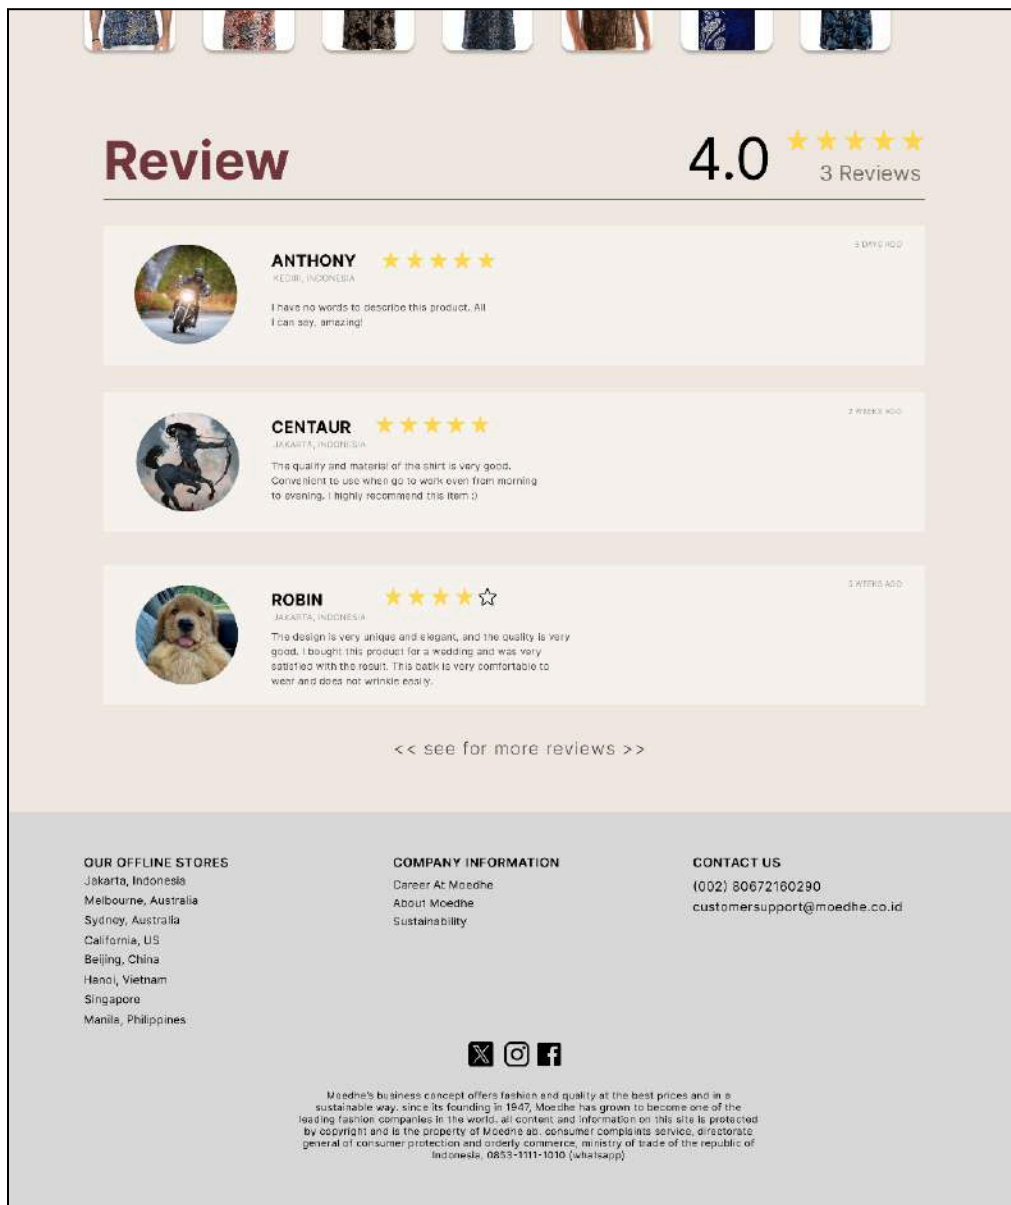 Review
4.0
3 Reviews
ANTHONY
5 DAYS AGO
KEDIRI, INDONESIA
I have no words to describe this product. All
I can say, amazing!
CENTAUR
2 WEEKS AGO
JAKARTA, INDONESIA
The quality and material of the shirt is very good.
Convenient to use when go to work even from morning
to evening. I highly recommend this item :)
ROBIN
WEEKS AGO
JAKARTA, INDONESIA
The design is very unique and elegant, and the quality is very
good. I bought this product for a wedding and was very
satisfied with the result. This batik is very comfortable to
wear and does not wrinkle easily.
<< see for more reviews >>
OUR OFFLINE STORES
Jakarta, Indonesia
Melbourne, Australia
Sydney, Australia
California, US
Beijing, China
Hanoi, Vietnam
Singapore
Manila, Philippines
COMPANY INFORMATION
Career At Moedhe
About Moedhe
Sustainability
CONTACT US
(002) 80672160290
customersupport@moedhe.co.id
Moedhe's business concept offers fashion and quality at the best prices and in a
sustainable way. since its founding in 1947, Moedhe has grown to become one of the
leading fashion companies in the world. all content and information on this site is protected
by copyright and is the property of Moedhe ab. consumer complaints service, directorate
general of consumer protection and orderly commerce, ministry of trade of the republic of
Indonesia, 0853-1111-1010 (whatsapp)